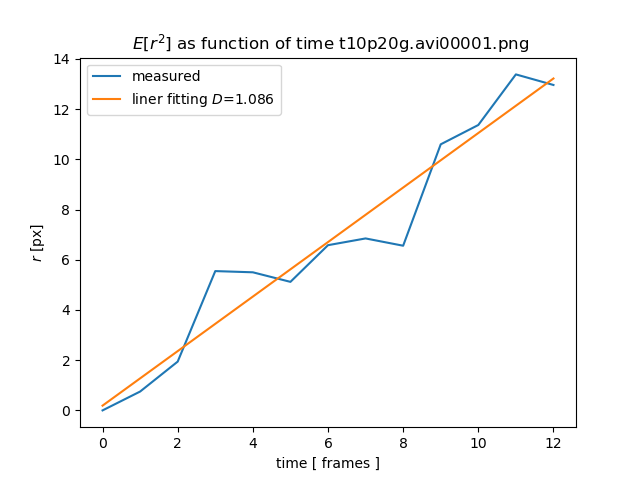 E[r²] as function of time t10p20g.avi00001.png
measured
liner fitting D=1.086
14
12
10
8
6
4
2
0
r [px]
0 2 4 6 8 10 12
time [ frames ]